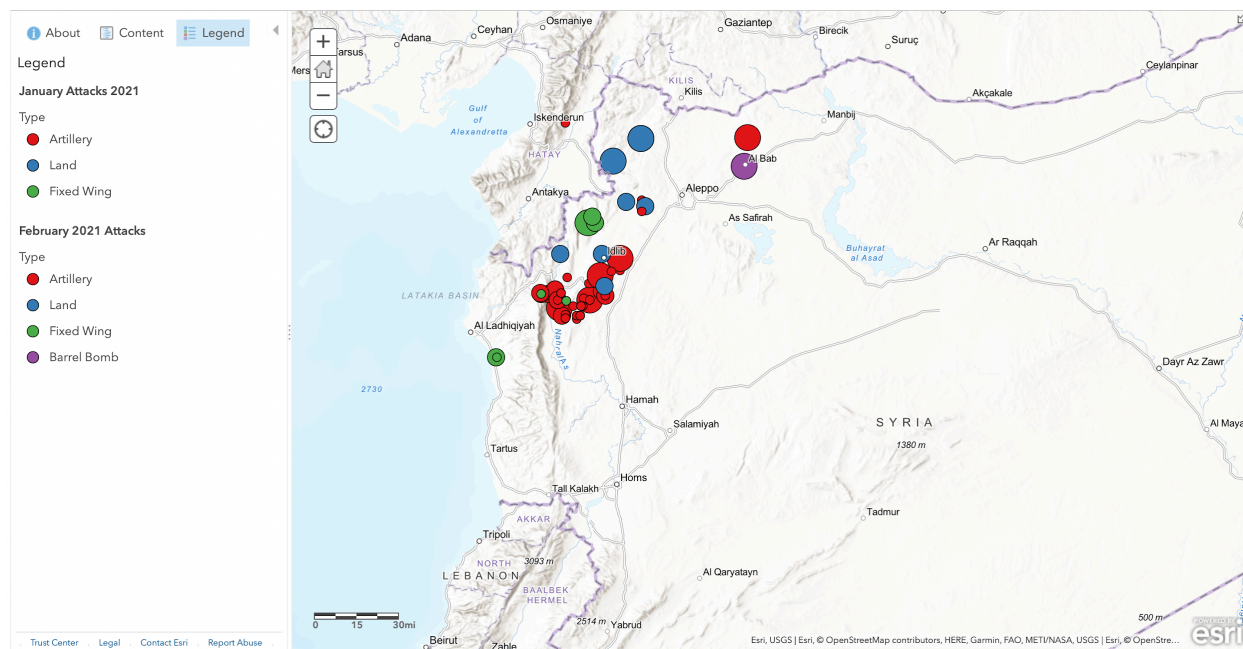 About
Content
Legend
Legend
January Attacks 2021
Type
Artillery
Land
Fixed Wing
February 2021 Attacks
Type
Artillery
Land
Fixed Wing
Barrel Bomb
Trust Center
.
Legal
.
Contact Esri
.
Report Abuse
+
−
Osmaniye
Ceyhan
Adana
Gaziantep
Birecik
Suruç
Ceylanpinar
Akçakale
KILIS
Kilis
Gulf
of
Alexandretta
Iskenderun
HATAY
Manbij
Al Bab
Antakya
Aleppo
As Safirah
Idlib
Buhayrat
al Asad
Ar Raqqah
LATAKIA BASIN
Al Ladhiqiyah
Dayr Az Zawr
2730
Hamah
Salamiyah
SYRIA
1380 m
Al Maya
Tartus
Homs
Tall Kalakh
AKKAR
Tadmur
Tripoli
3093 m
NORTH
LEBANON
BAALBEK
HERMEL
Al Qaryatayn
2514 m
Yabrud
500 m
0 15 30mi
Beirut
Zahle
Esri, USGS | Esri, © OpenStreetMap contributors, HERE, Garmin, FAO, METI/NASA, USGS | Esri, © OpenStre...
POWERED BY
esri